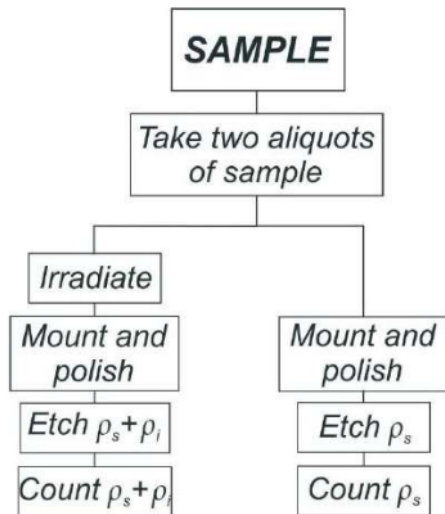 SAMPLE
Take two aliquots
of sample
Irradiate
Mount and
polish
Mount and
polish
Etch ρs+ρi
Etch ρs
Count ρs+ρi
Count ρs